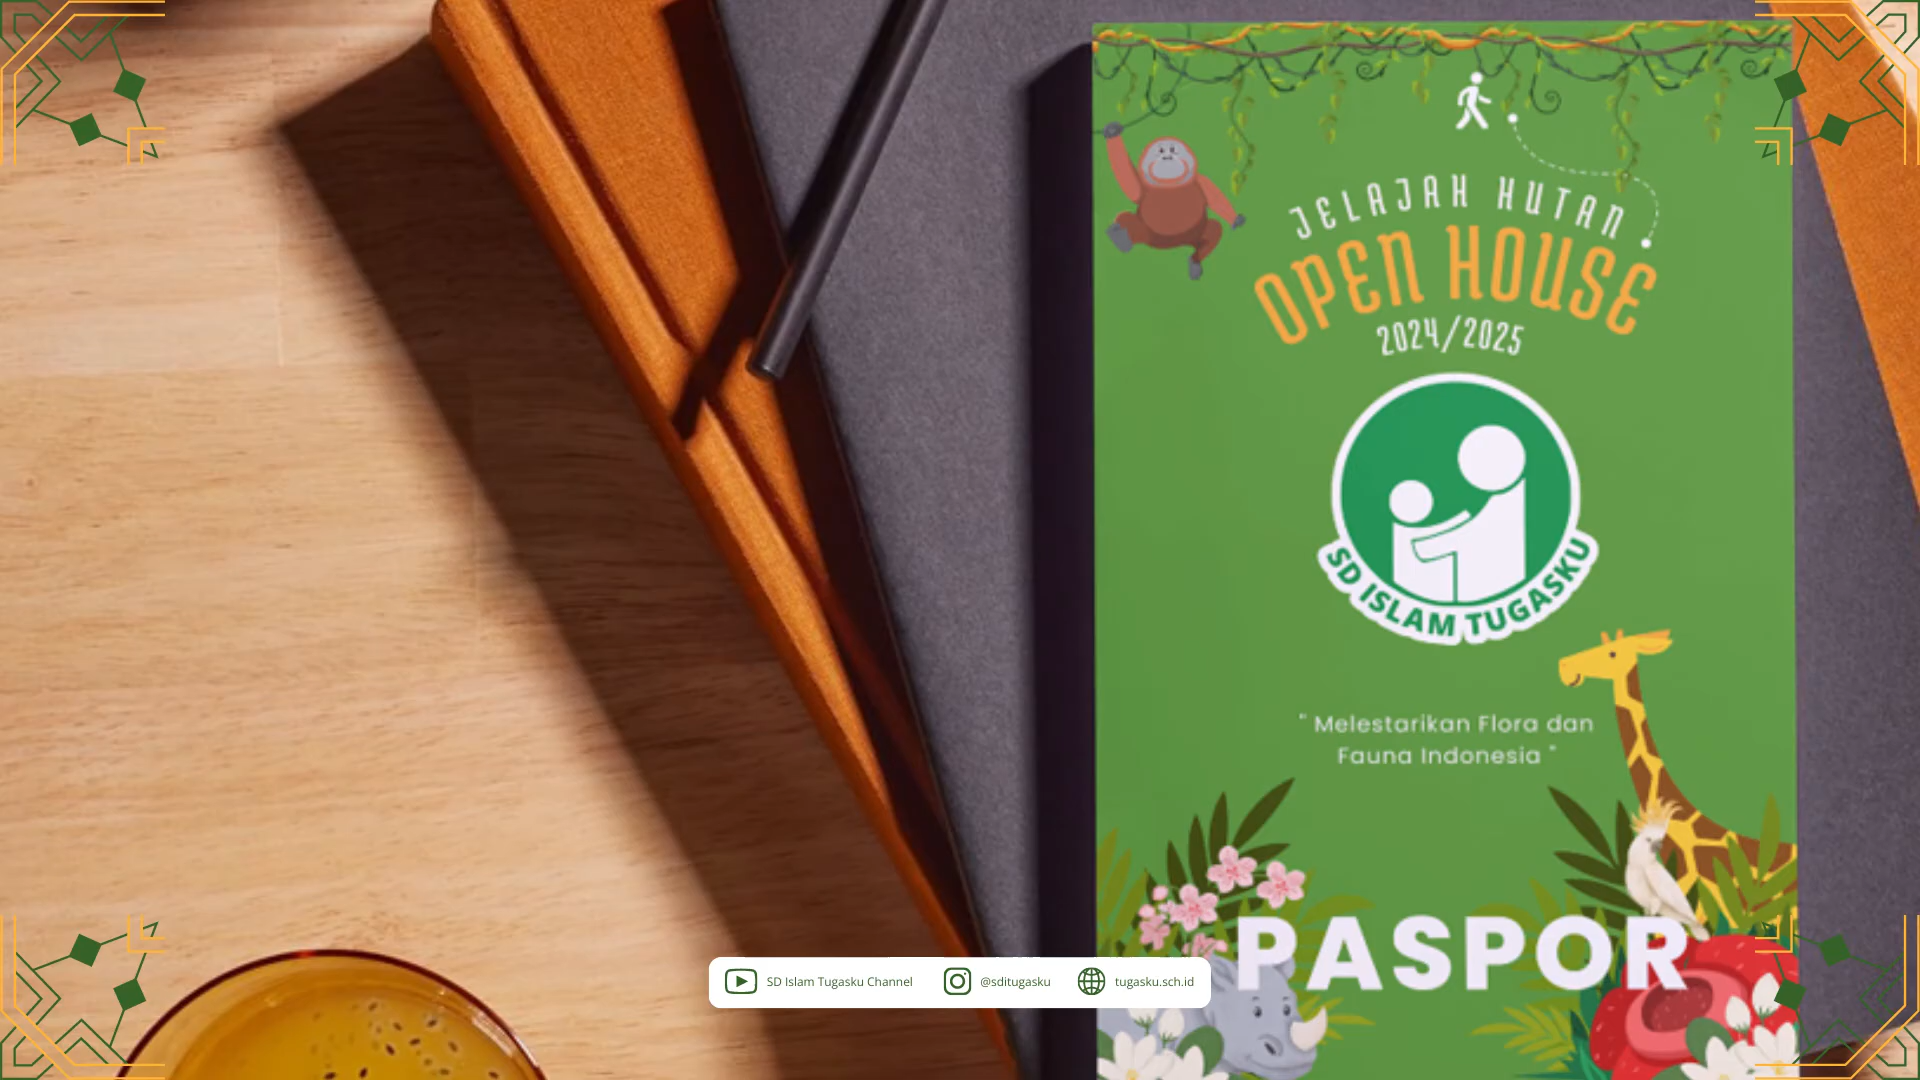 JELAJAH HUTAN
OPEN HOUSE
2024/2025
SD ISLAM TUGASKU
" Melestarikan Flora dan
Fauna Indonesia "
PASPOR
SD Islam Tugasku Channel @sditugasku tugasku.sch.id